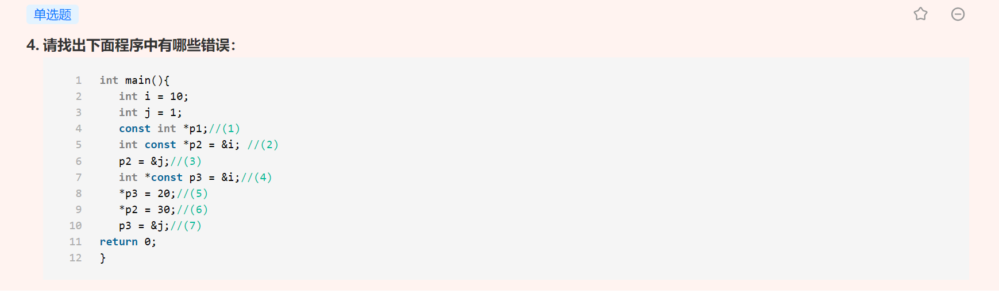 单选题
4. 请找出下面程序中有哪些错误：
1 int main(){
2 int i = 10;
3 int j = 1;
4 const int *p1;//(1)
5 int const *p2 = &i; //(2)
6 p2 = &j;//(3)
7 int *const p3 = &i;//(4)
8 *p3 = 20;//(5)
9 *p2 = 30;//(6)
10 p3 = &j;//(7)
11 return 0;
12 }